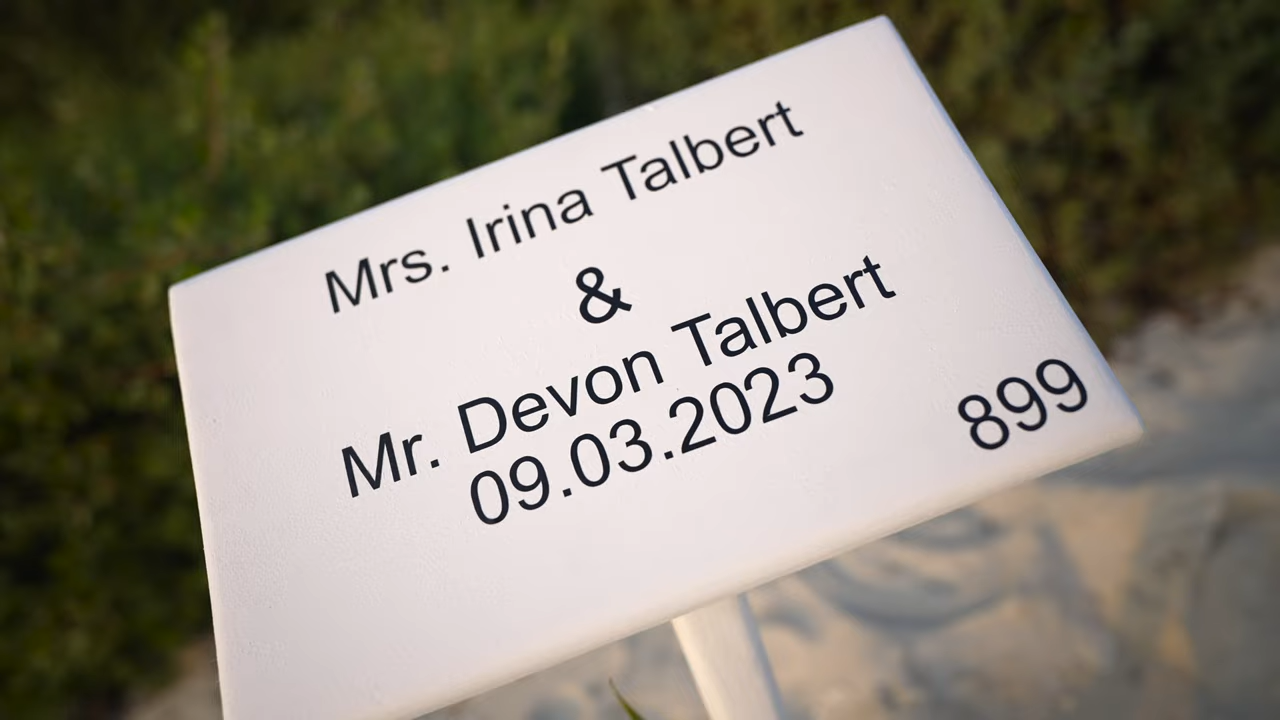 Mrs. Irina Talbert
&
Mr. Devon Talbert
09.03.2023
899